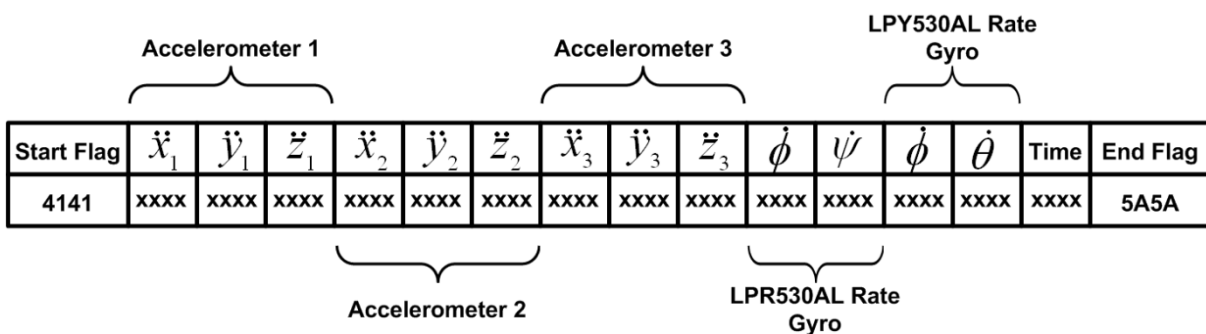 Accelerometer 1
Accelerometer 3
LPY530AL Rate
Gyro
Start Flag ẍ₁ ÿ₁ z̈₁ ẍ₂ ÿ₂ z̈₂ ẍ₃ ÿ₃ z̈₃ ϕ̇ ψ̇ ϕ̇ θ̇ Time End Flag
4141 xxxx xxxx xxxx xxxx xxxx xxxx xxxx xxxx xxxx xxxx xxxx xxxx xxxx xxxx 5A5A
Accelerometer 2
LPR530AL Rate
Gyro